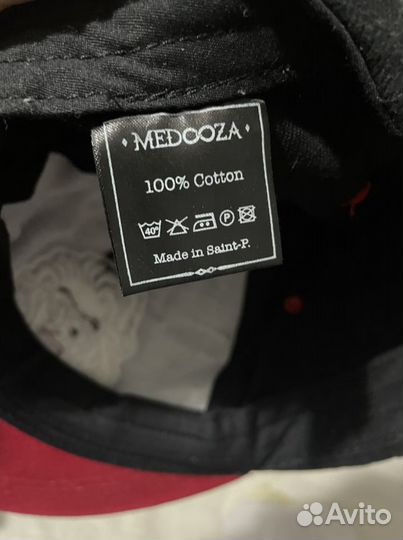 MEDOOZA
100% Cotton
40° P
Made in Saint-P.
Avito